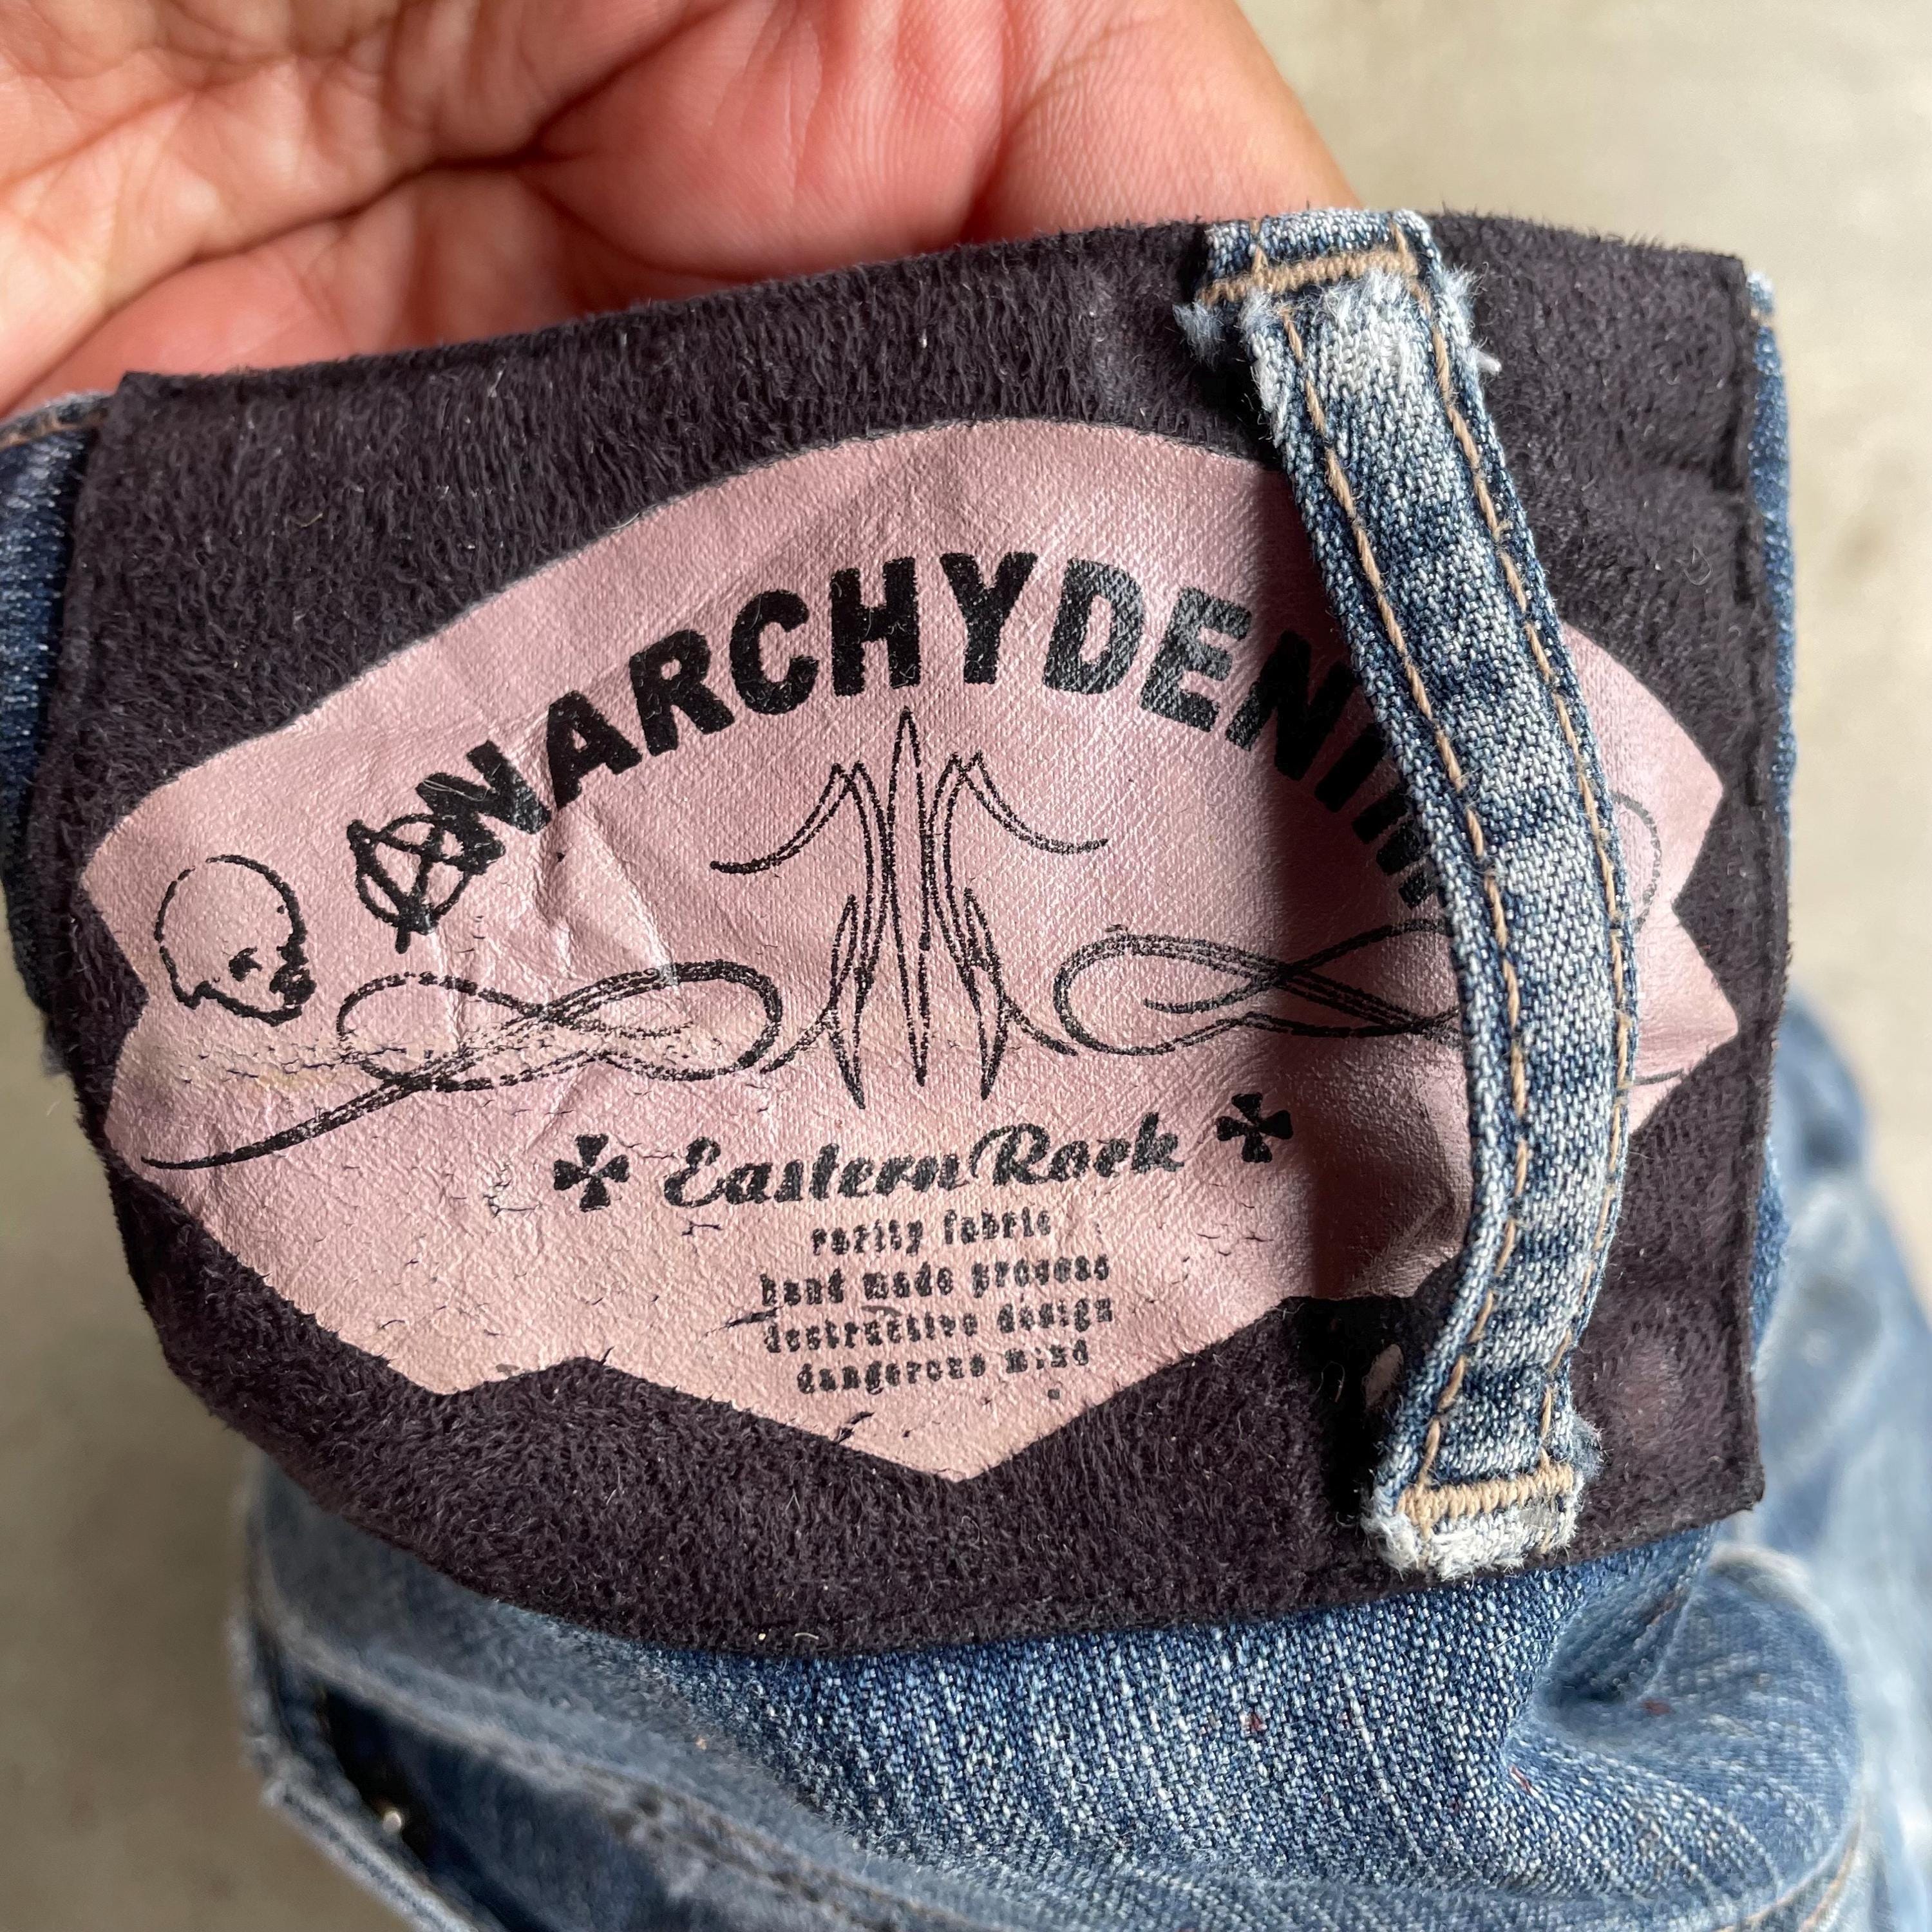 ANARCHYDENIM
Eastern Rock
rarity fabric
hand made process
destructive design
dangerous mind